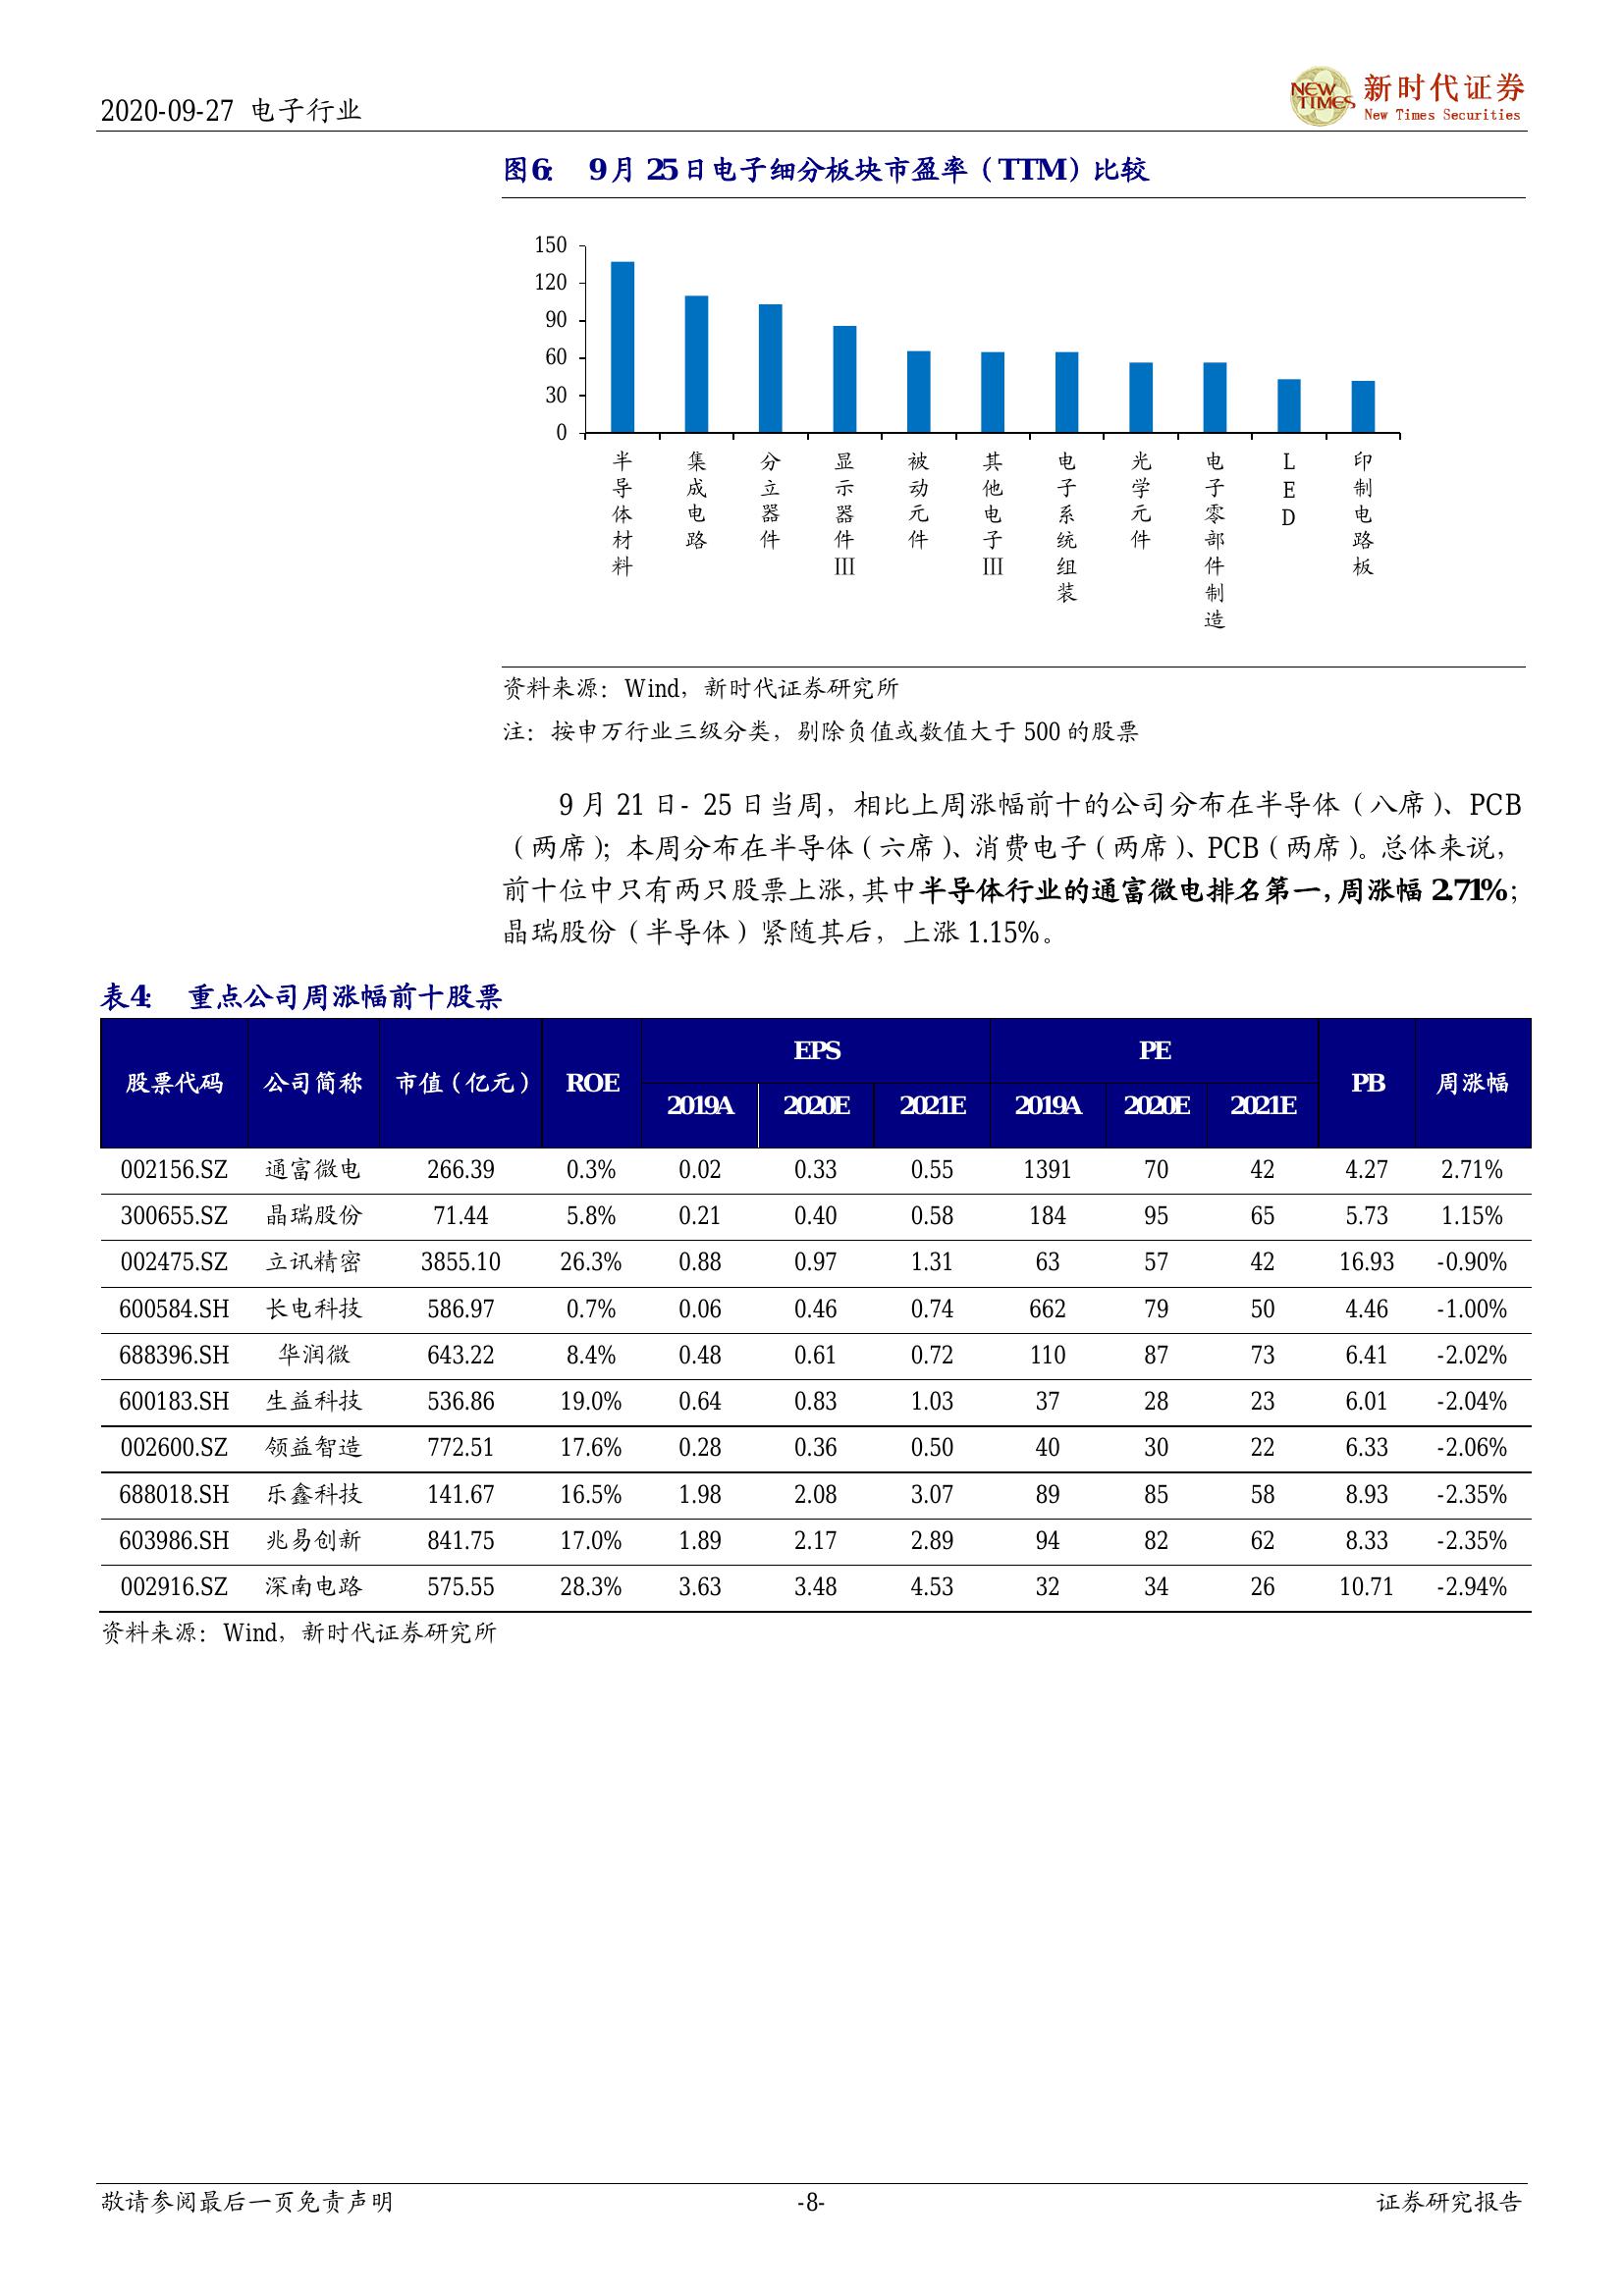 2020-09-27 电子行业
NEW TIMES 新时代证券
New Times Securities
图6： 9月 25日电子细分板块市盈率（TTM）比较
150
120
90
60
30
0
半导体材料 集成电路 分立器件 显示器件III 被动元件 其他电子III 电子系统组装 光学元件 电子零部件制造 LED 印制电路板
资料来源：Wind，新时代证券研究所
注：按申万行业三级分类，剔除负值或数值大于 500 的股票
9 月 21 日- 25 日当周，相比上周涨幅前十的公司分布在半导体（八席）、PCB
（两席）；本周分布在半导体（六席）、消费电子（两席）、PCB（两席）。总体来说，
前十位中只有两只股票上涨，其中半导体行业的通富微电排名第一，周涨幅 2.71%；
晶瑞股份（半导体）紧随其后，上涨 1.15%。
表4： 重点公司周涨幅前十股票
股票代码 公司简称 市值（亿元） ROE EPS PE PB 周涨幅
2019A 2020E 2021E 2019A 2020E 2021E
002156.SZ 通富微电 266.39 0.3% 0.02 0.33 0.55 1391 70 42 4.27 2.71%
300655.SZ 晶瑞股份 71.44 5.8% 0.21 0.40 0.58 184 95 65 5.73 1.15%
002475.SZ 立讯精密 3855.10 26.3% 0.88 0.97 1.31 63 57 42 16.93 -0.90%
600584.SH 长电科技 586.97 0.7% 0.06 0.46 0.74 662 79 50 4.46 -1.00%
688396.SH 华润微 643.22 8.4% 0.48 0.61 0.72 110 87 73 6.41 -2.02%
600183.SH 生益科技 536.86 19.0% 0.64 0.83 1.03 37 28 23 6.01 -2.04%
002600.SZ 领益智造 772.51 17.6% 0.28 0.36 0.50 40 30 22 6.33 -2.06%
688018.SH 乐鑫科技 141.67 16.5% 1.98 2.08 3.07 89 85 58 8.93 -2.35%
603986.SH 兆易创新 841.75 17.0% 1.89 2.17 2.89 94 82 62 8.33 -2.35%
002916.SZ 深南电路 575.55 28.3% 3.63 3.48 4.53 32 34 26 10.71 -2.94%
资料来源：Wind，新时代证券研究所
敬请参阅最后一页免责声明 -8- 证券研究报告